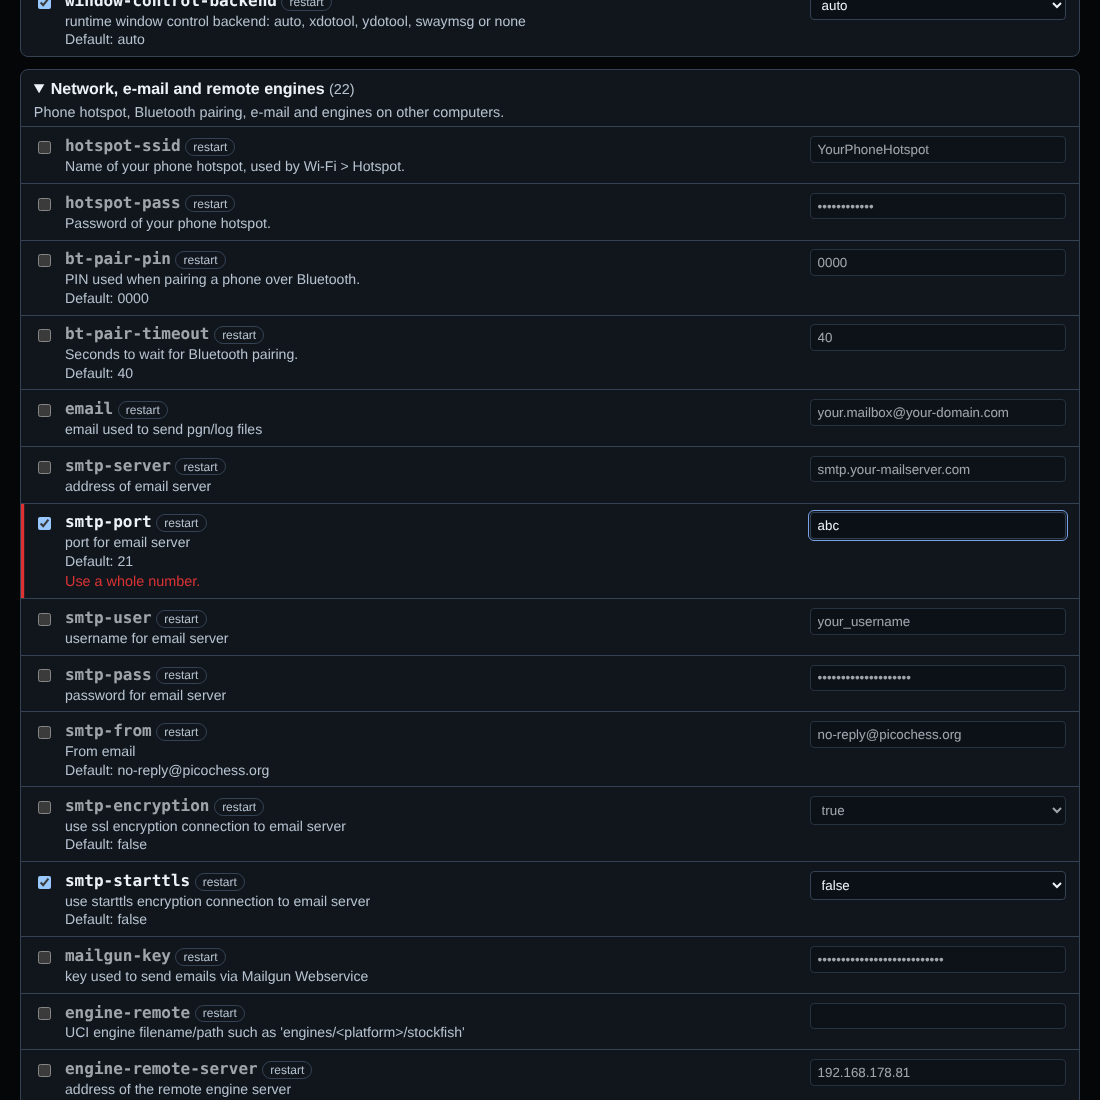 window-control-backend restart
auto
runtime window control backend: auto, xdotool, ydotool, swaymsg or none
Default: auto
▼ Network, e-mail and remote engines (22)
Phone hotspot, Bluetooth pairing, e-mail and engines on other computers.
hotspot-ssid restart
YourPhoneHotspot
Name of your phone hotspot, used by Wi-Fi > Hotspot.
hotspot-pass restart
••••••••••••
Password of your phone hotspot.
bt-pair-pin restart
0000
PIN used when pairing a phone over Bluetooth.
Default: 0000
bt-pair-timeout restart
40
Seconds to wait for Bluetooth pairing.
Default: 40
email restart
your.mailbox@your-domain.com
email used to send pgn/log files
smtp-server restart
smtp.your-mailserver.com
address of email server
smtp-port restart
abc
port for email server
Default: 21
Use a whole number.
smtp-user restart
your_username
username for email server
smtp-pass restart
••••••••••••••••••••
password for email server
smtp-from restart
no-reply@picochess.org
From email
Default: no-reply@picochess.org
smtp-encryption restart
true
use ssl encryption connection to email server
Default: false
smtp-starttls restart
false
use starttls encryption connection to email server
Default: false
mailgun-key restart
•••••••••••••••••••••••••••
key used to send emails via Mailgun Webservice
engine-remote restart
UCI engine filename/path such as 'engines/<platform>/stockfish'
engine-remote-server restart
192.168.178.81
address of the remote engine server